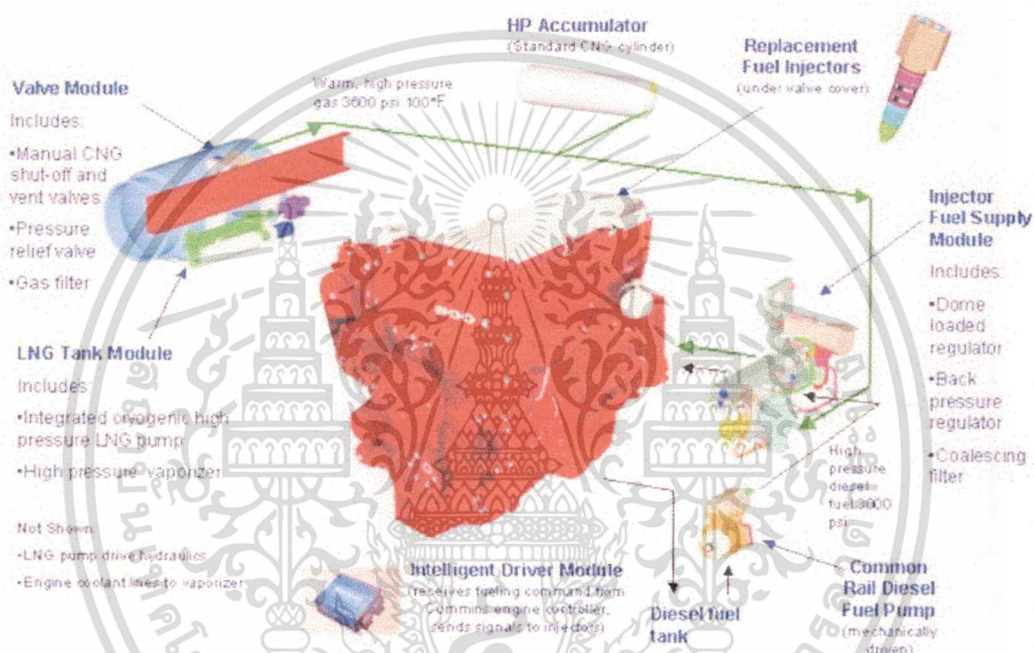 HP Accumulator
(Standard CNG cylinder)
Replacement
Fuel Injectors
(under valve cover)
Valve Module
Includes:
•Manual CNG
shut-off and
vent valves
•Pressure
relief valve
•Gas filter
Warm, high pressure
gas 3600 psi 100°F
Injector
Fuel Supply
Module
Includes:
•Dome
loaded
regulator
•Back
pressure
regulator
•Coalescing
filter
LNG Tank Module
Includes:
•Integrated cryogenic high
pressure LNG pump
•High pressure vaporizer
Not Shown:
•LNG pump drive hydraulics
•Engine coolant lines to vaporizer
High
pressure
diesel
fuel 3600
psi
Intelligent Driver Module
(receives fueling command from
Cummins engine controller,
sends signals to injectors)
Diesel fuel
tank
Common
Rail Diesel
Fuel Pump
(mechanically
driven)